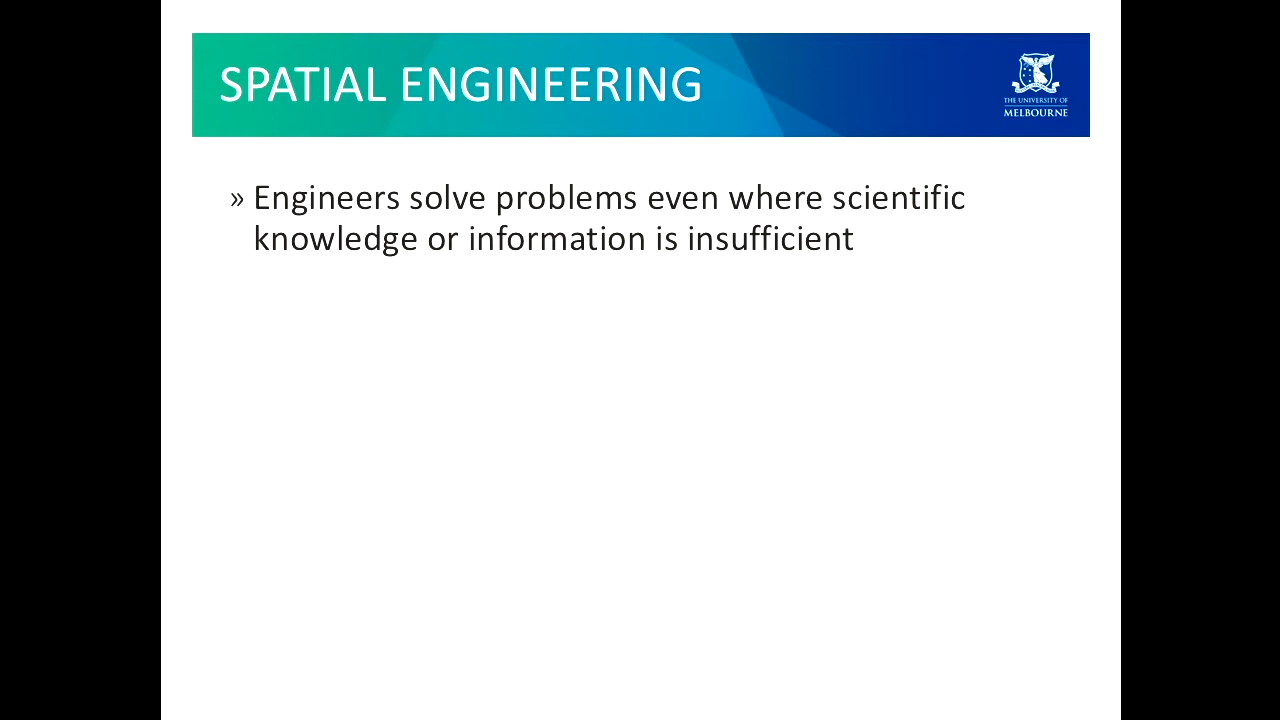 SPATIAL ENGINEERING
THE UNIVERSITY OF
MELBOURNE
» Engineers solve problems even where scientific
knowledge or information is insufficient